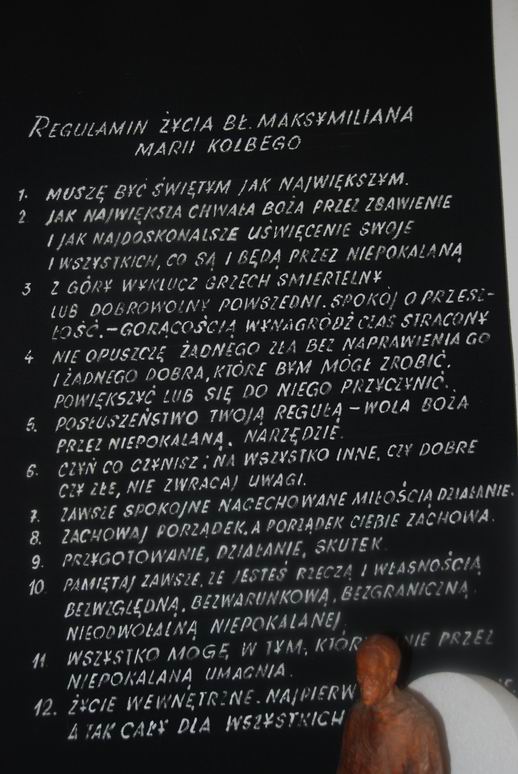 REGULAMIN ŻYCIA BŁ. MAKSYMILIANA
MARII KOLBEGO
1. MUSZĘ BYĆ ŚWIĘTYM JAK NAJWIĘKSZYM.
2 JAK NAJWIĘKSZA CHWAŁA BOŻA PRZEZ ZBAWIENIE
I JAK NAJDOSKONALSZE UŚWIĘCENIE SWOJE
I WSZYSTKICH, CO SĄ I BĘDĄ PRZEZ NIEPOKALANĄ
3 Z GÓRY WYKLUCZ GRZECH ŚMIERTELNY
LUB DOBROWOLNY POWSZEDNI. SPOKÓJ O PRZESZ-
ŁOŚĆ. – GORĄCOŚCIĄ WYNAGRÓDŹ CZAS STRACONY
4 NIE OPUSZCZĘ ŻADNEGO ZŁA BEZ NAPRAWIENIA GO
I ŻADNEGO DOBRA, KTÓRE BYM MÓGŁ ZROBIĆ,
POWIĘKSZYĆ LUB SIĘ DO NIEGO PRZYCZYNIĆ.
5. POSŁUSZEŃSTWO TWOJĄ REGUŁĄ – WOLA BOŻA
PRZEZ NIEPOKALANĄ. NARZĘDZIE.
6. CZYŃ CO CZYNISZ; NA WSZYSTKO INNE, CZY DOBRE
CZY ZŁE, NIE ZWRACAJ UWAGI.
7. ZAWSZE SPOKOJNE NACECHOWANE MIŁOŚCIĄ DZIAŁANIE.
8. ZACHOWAJ PORZĄDEK, A PORZĄDEK CIEBIE ZACHOWA.
9. PRZYGOTOWANIE, DZIAŁANIE, SKUTEK.
10. PAMIĘTAJ ZAWSZE, ŻE JESTEŚ RZECZĄ I WŁASNOŚCIĄ
BEZWZGLĘDNĄ, BEZWARUNKOWĄ, BEZGRANICZNĄ,
NIEODWOŁALNĄ NIEPOKALANEJ.
11 WSZYSTKO MOGĘ W TYM, PRZEZ
NIEPOKALANĄ UMACNIA.
12. ŻYCIE WEWNĘTRZNE. NAJPIERW
A TAK CAŁY DLA WSZYSTKICH